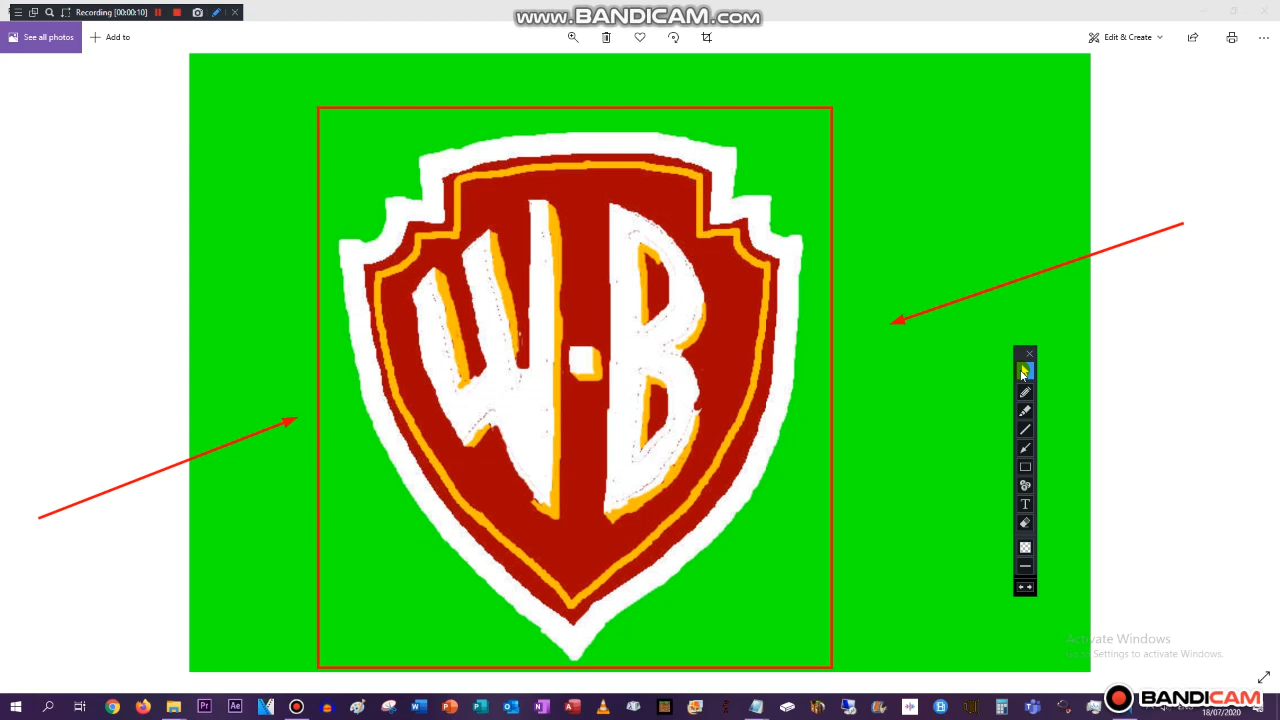 Recording [00:00:10]
www.BANDICAM.com
See all photos
Add to
Edit & Create
W·B
T
Activate Windows
Go to Settings to activate Windows.
BANDICAM
18/07/2020